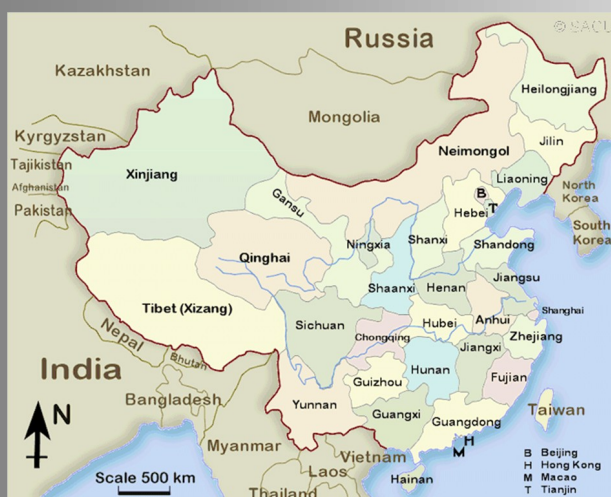 © SACU
Russia
Kazakhstan
Mongolia
Heilongjiang
Kyrgyzstan
Jilin
Neimongol
Tajikistan
Xinjiang
Liaoning
Afghanistan
Gansu
B
North
Korea
Pakistan
Hebei
T
South
Korea
Ningxia
Shanxi
Shandong
Qinghai
Jiangsu
Shaanxi
Henan
Tibet (Xizang)
Shanghai
Sichuan
Hubei
Anhui
Nepal
Chongqing
Zhejiang
Jiangxi
Bhutan
India
Hunan
Guizhou
Fujian
Bangladesh
Yunnan
Guangxi
Guangdong
Taiwan
N
H
M
Myanmar
Vietnam
B Beijing
H Hong Kong
M Macao
T Tianjin
Laos
Scale 500 km
Hainan
Thailand